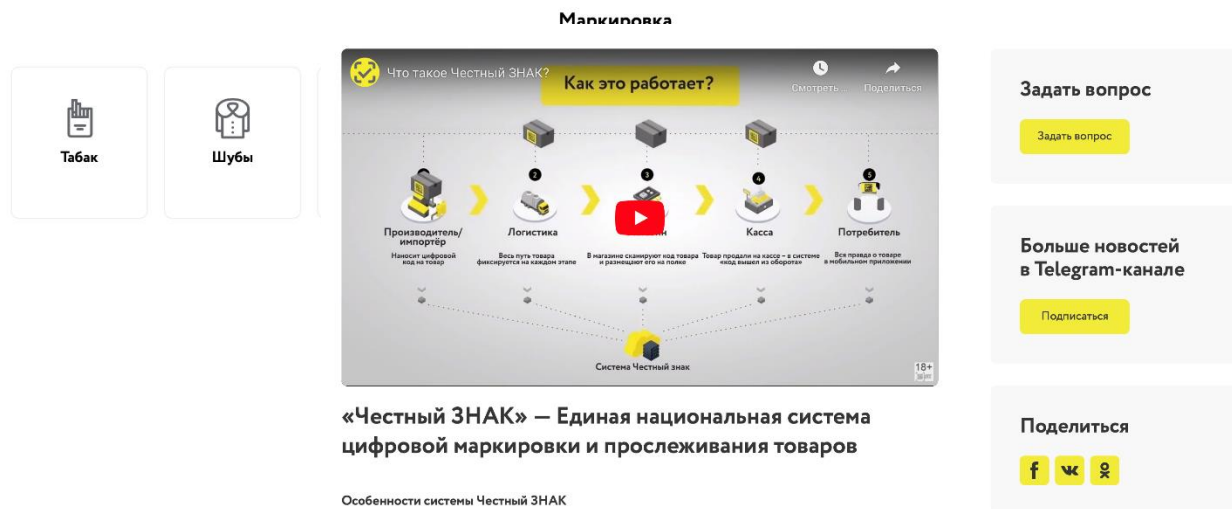 Маркировка
Табак
Шубы
Что такое Честный ЗНАК?
Как это работает?
Смотреть...
Поделиться
2
3
4
5
Производитель/
импортёр
Наносит цифровой
код на товар
Логистика
Весь путь товара
фиксируется на каждом этапе
В магазине сканируют код товара
и размещают его на полке
Касса
Товар продали на кассе – в системе
«код вышел из оборота»
Потребитель
Вся правда о товаре
в мобильном приложении
Система Честный знак
18+
«Честный ЗНАК» — Единая национальная система
цифровой маркировки и прослеживания товаров
Особенности системы Честный ЗНАК
Задать вопрос
Задать вопрос
Больше новостей
в Telegram-канале
Подписаться
Поделиться